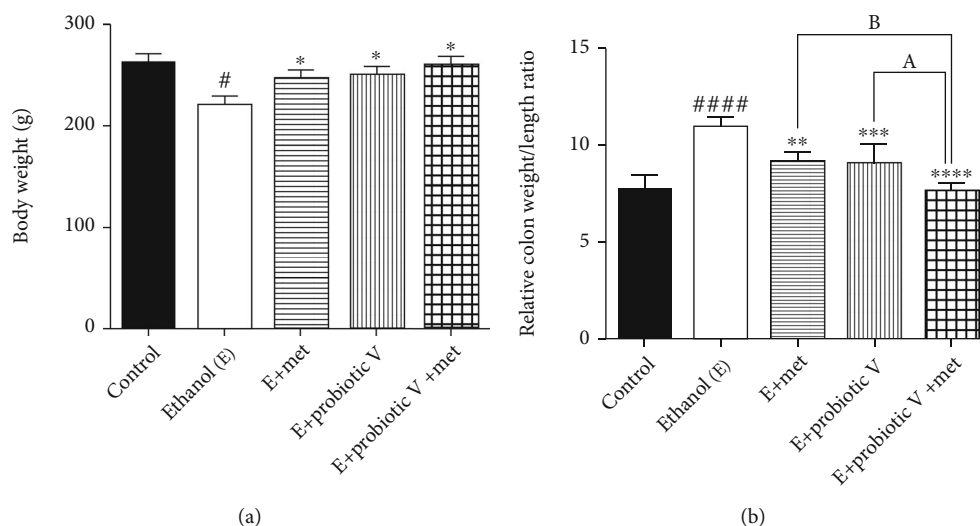 Body weight (g)
300
200
100
0
#
*
*
*
Control
Ethanol (E)
E+met
E+probiotic V
E+probiotic V +met
(a)
Relative colon weight/length ratio
15
10
5
0
B
A
####
**
***
****
Control
Ethanol (E)
E+met
E+probiotic V
E+probiotic V +met
(b)